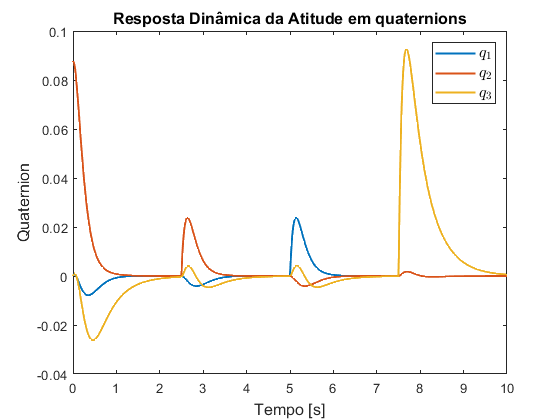 Resposta Dinâmica da Atitude em quaternions
0.1
0.08
0.06
0.04
0.02
0
-0.02
-0.04
Quaternion
q1
q2
q3
0 1 2 3 4 5 6 7 8 9 10
Tempo [s]